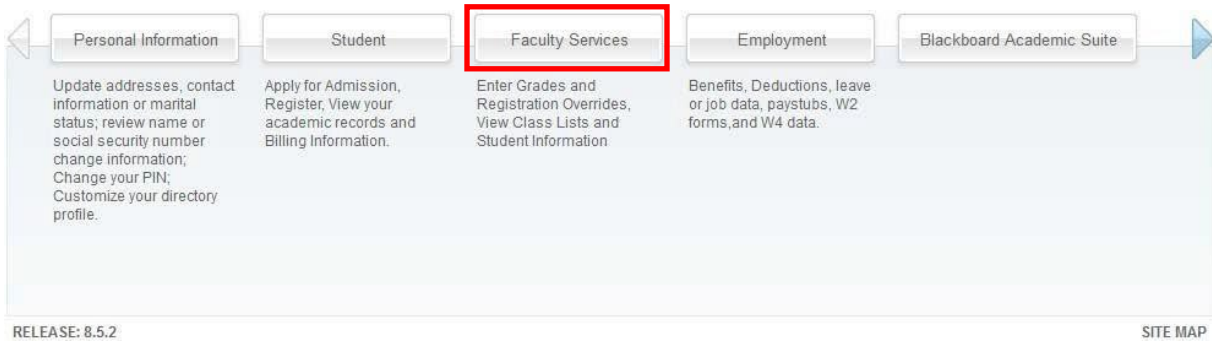 Personal Information
Student
Faculty Services
Employment
Blackboard Academic Suite
Update addresses, contact
information or marital
status; review name or
social security number
change information;
Change your PIN;
Customize your directory
profile.
Apply for Admission,
Register, View your
academic records and
Billing Information.
Enter Grades and
Registration Overrides,
View Class Lists and
Student Information
Benefits, Deductions, leave
or job data, paystubs, W2
forms,and W4 data.
RELEASE: 8.5.2
SITE MAP